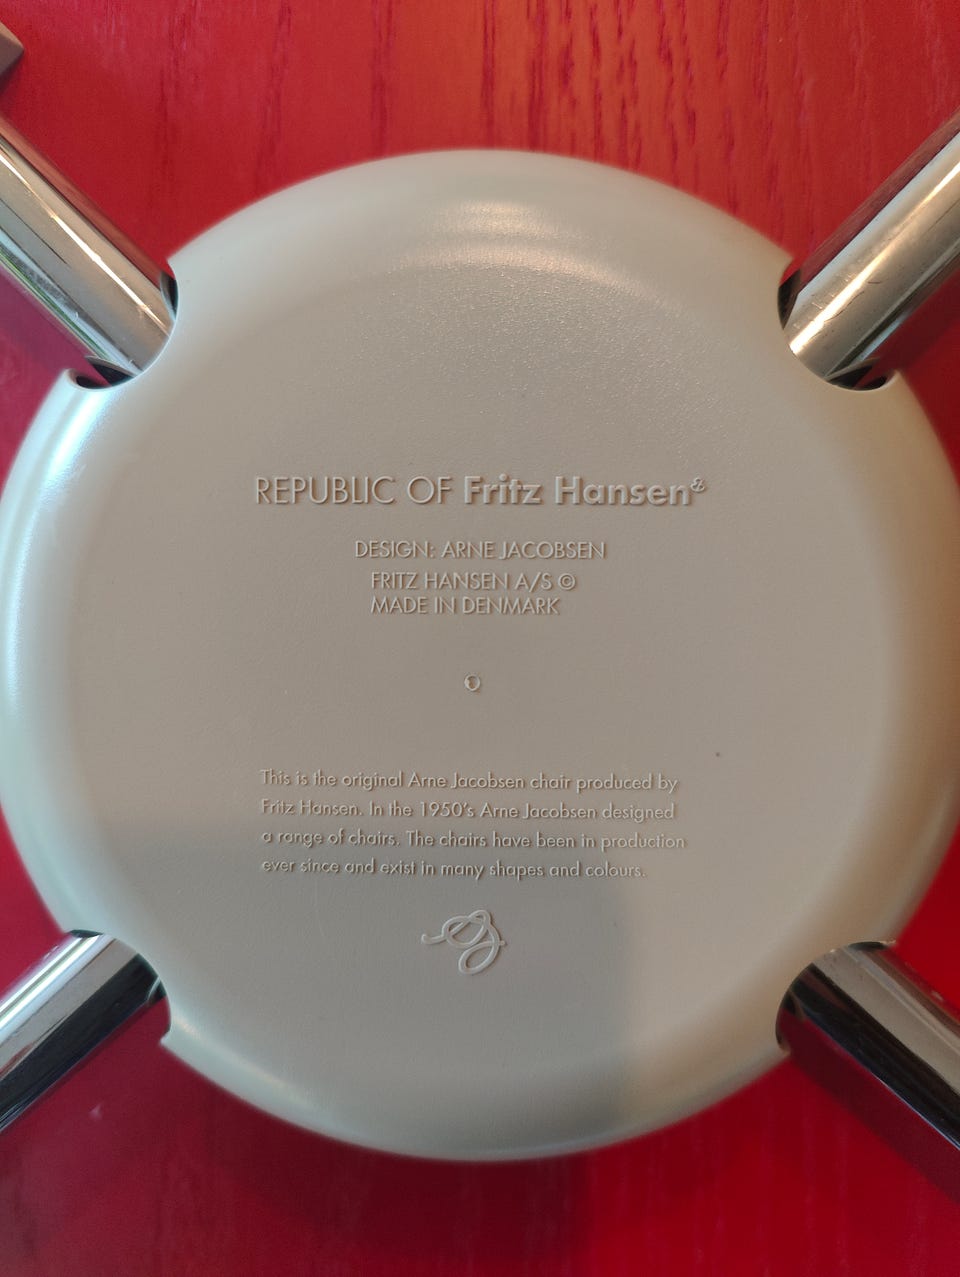 REPUBLIC OF Fritz Hansen
DESIGN: ARNE JACOBSEN
FRITZ HANSEN A/S ©
MADE IN DENMARK
This is the original Arne Jacobsen chair produced by
Fritz Hansen. In the 1950's Arne Jacobsen designed
a range of chairs. The chairs have been in production
ever since and exist in many shapes and colours.